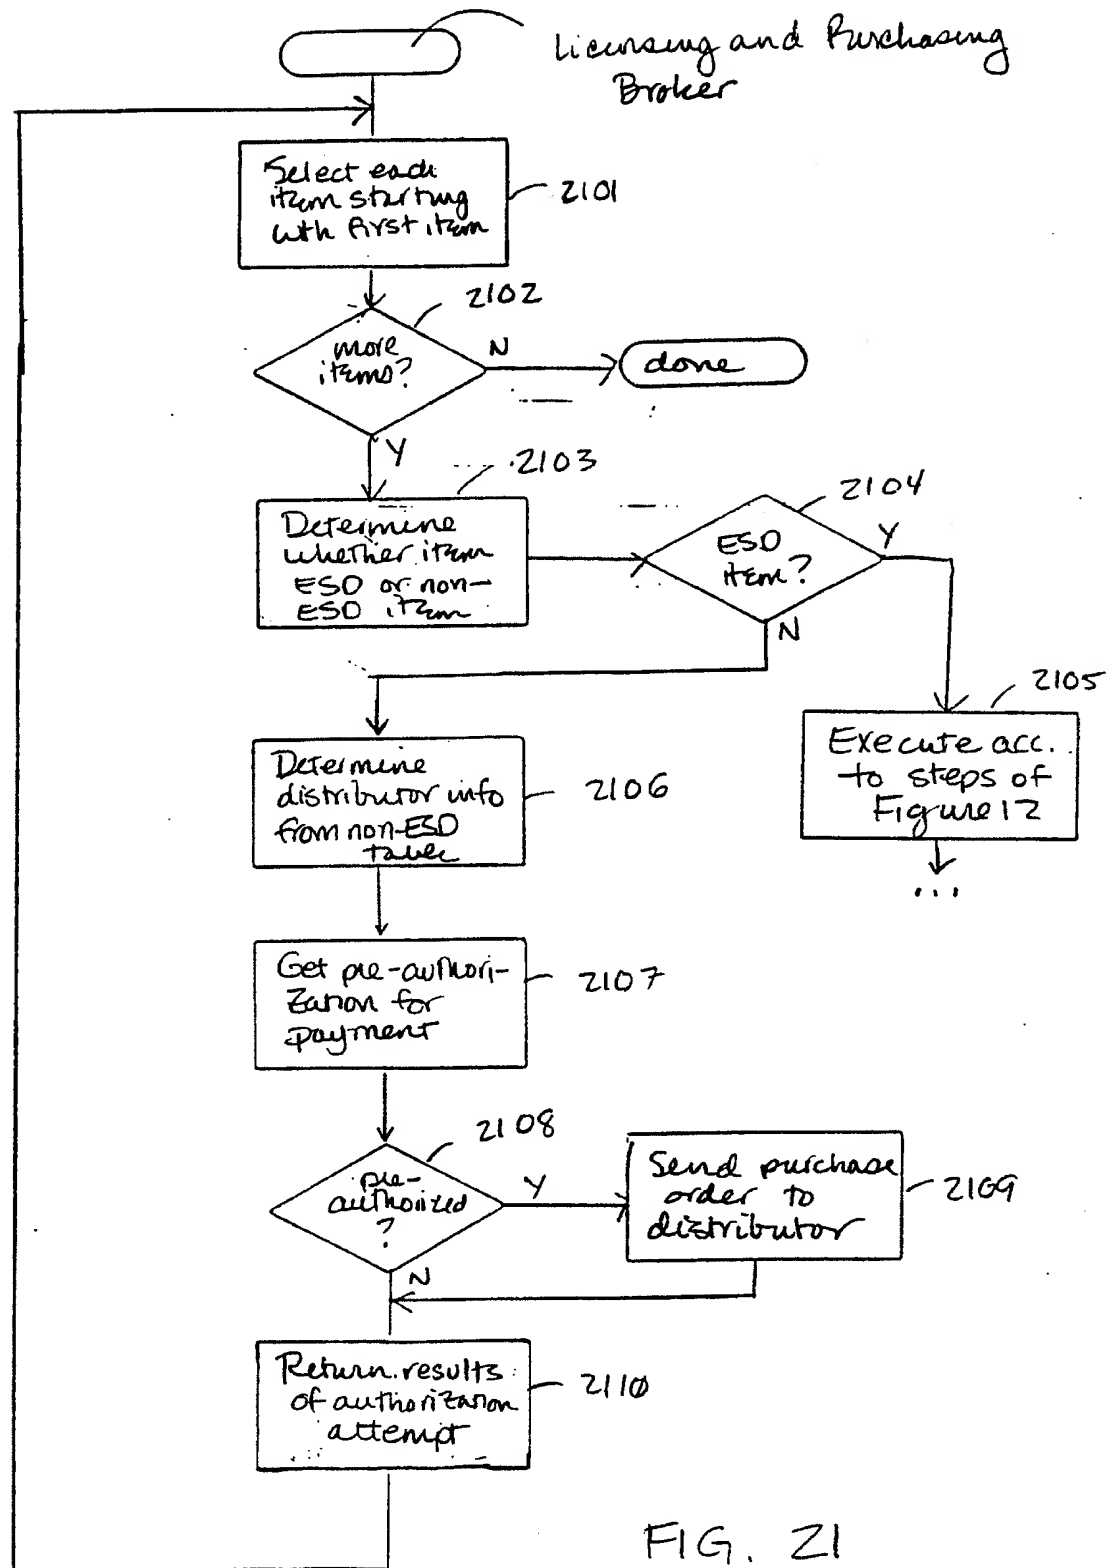 Licensing and Purchasing
Broker
Select each
item starting
with first item
2101
2102
more
items?
N
done
Y
2103
Determine
whether item
ESD or non-
ESD item
2104
ESD
item?
Y
N
2105
Execute acc.
to steps of
Figure 12
...
Determine
distributor info
from non-ESD
table
2106
Get pre-authori-
zation for
payment
2107
2108
pre-
authorized
?
Y
Send purchase
order to
distributor
2109
N
Return results
of authorization
attempt
2110
FIG. 21